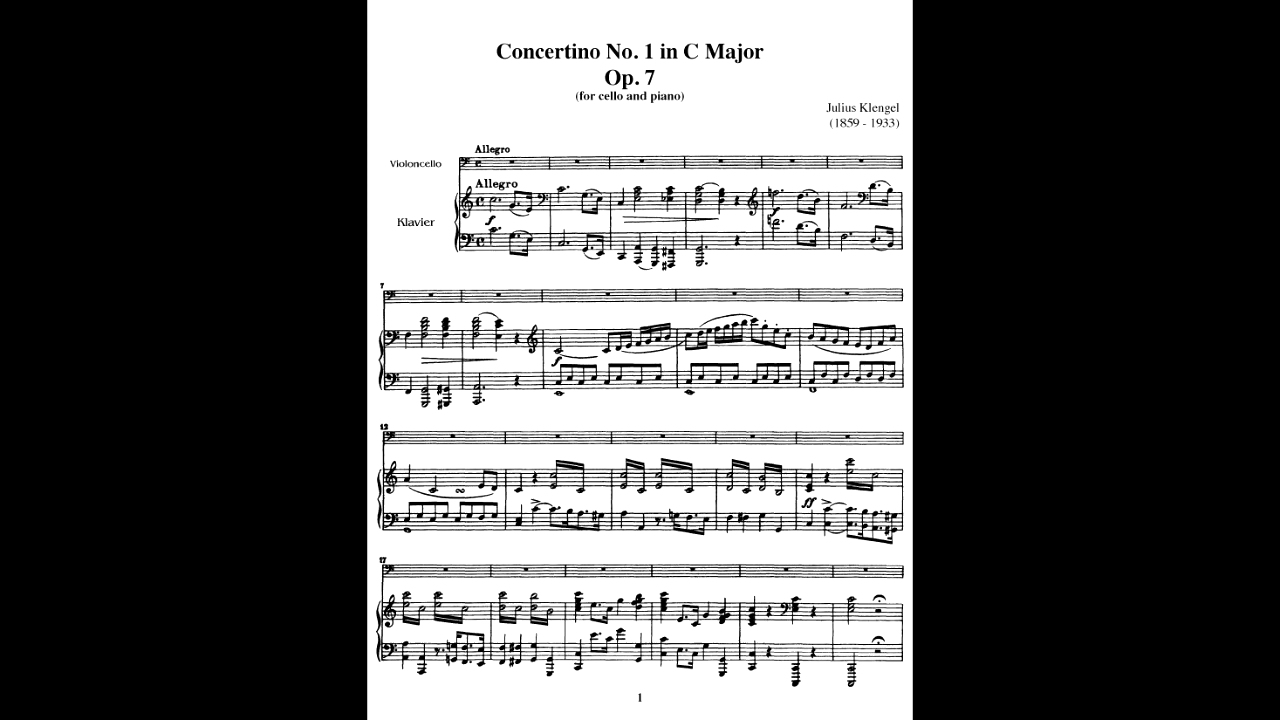 Concertino No. 1 in C Major
Op. 7
(for cello and piano)
Julius Klengel
(1859 - 1933)
Allegro
Violoncello
Allegro
Klavier
f
f
7
f
12
ff
17
1